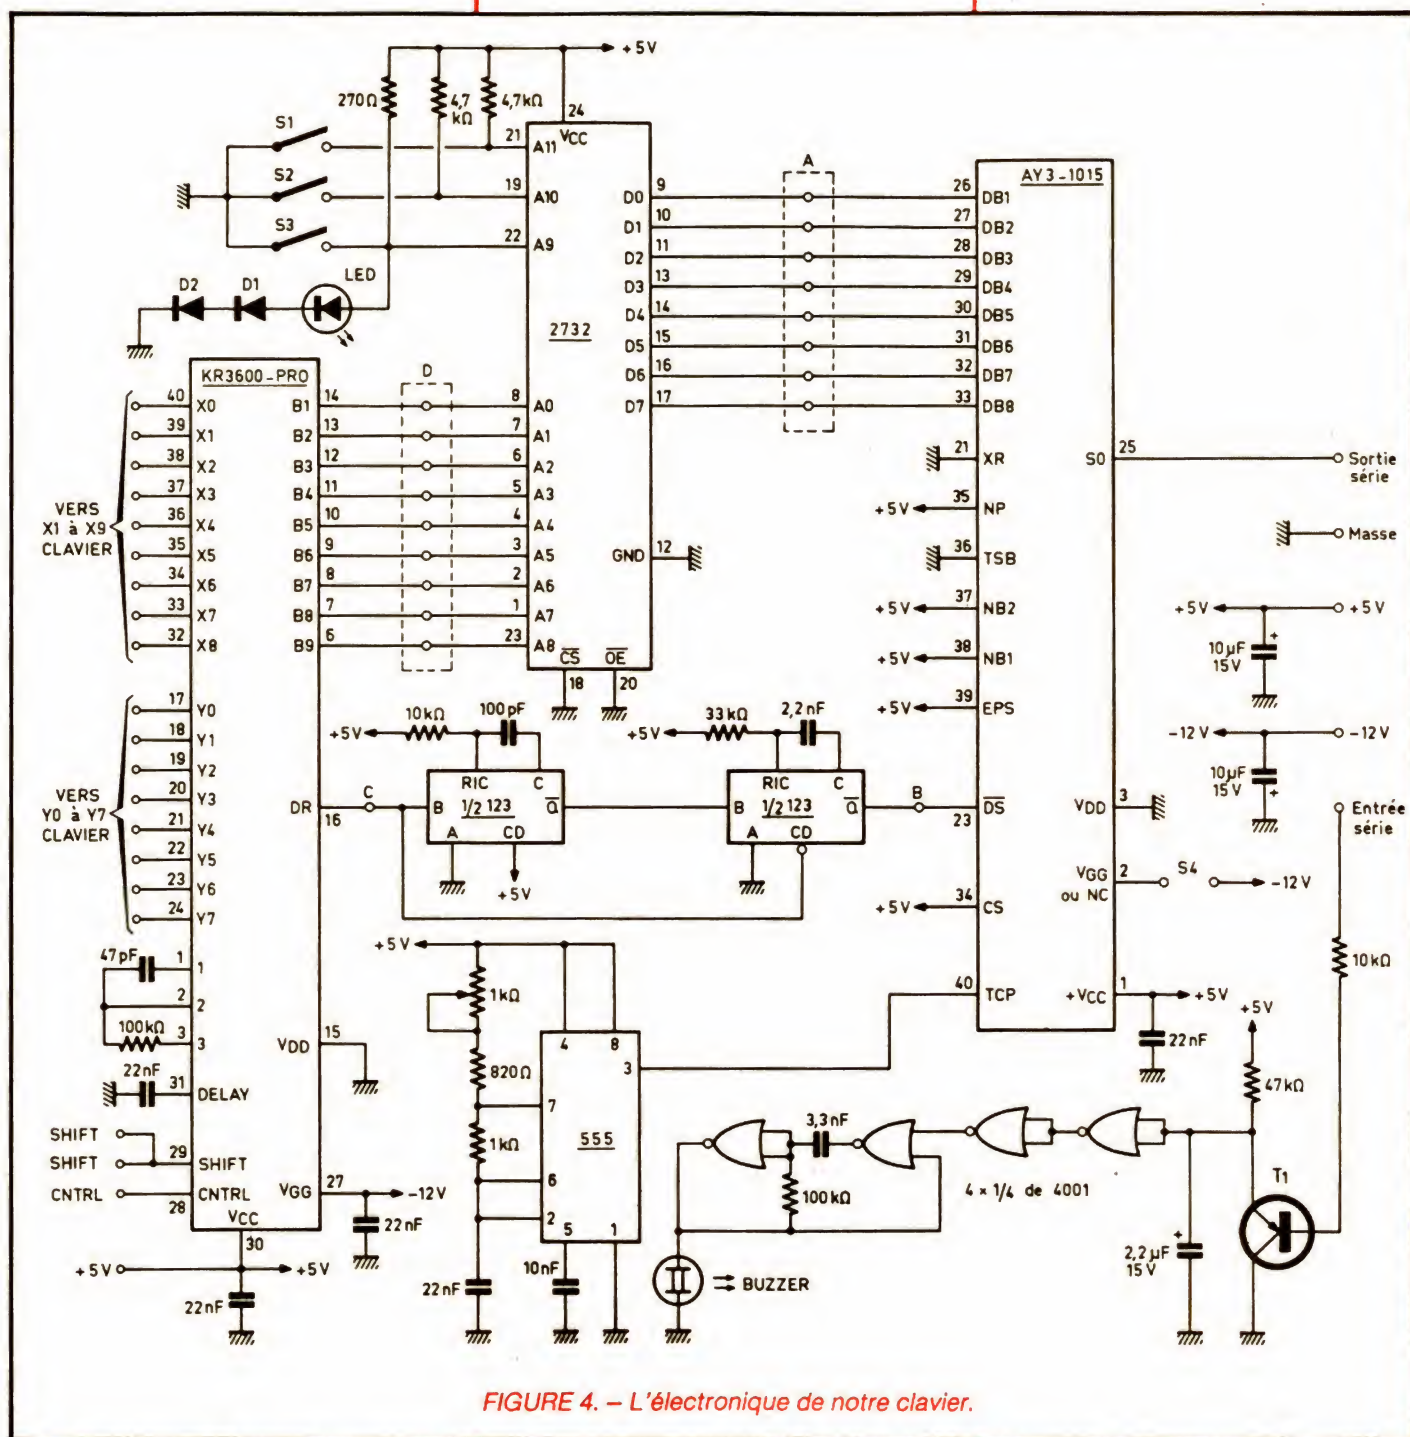 +5V
270Ω
4,7 kΩ
4,7kΩ
24
VCC
S1
21
A11
S2
19
A10
S3
22
A9
D2
D1
LED
2732
D0
9
D1
10
D2
11
D3
13
D4
14
D5
15
D6
16
D7
17
A
AY3-1015
26
DB1
27
DB2
28
DB3
29
DB4
30
DB5
31
DB6
32
DB7
33
DB8
KR3600-PRO
D
40
X0
B1
14
8
A0
39
X1
B2
13
7
A1
38
X2
B3
12
6
A2
37
X3
B4
11
5
A3
36
X4
B5
10
4
A4
35
X5
B6
9
3
A5
34
X6
B7
8
2
A6
33
X7
B8
7
1
A7
32
X8
B9
6
23
A8
VERS
X1 à X9
CLAVIER
GND
12
CS
18
OE
20
21
XR
SO
25
Sortie
série
+5V
35
NP
Masse
36
TSB
+5V
37
NB2
+5V
+5V
10µF
15V
+
+5V
38
NB1
+5V
39
EPS
-12V
-12V
10µF
15V
+
VERS
Y0 à Y7
CLAVIER
17
Y0
18
Y1
19
Y2
20
Y3
21
Y4
22
Y5
23
Y6
24
Y7
10kΩ
100pF
+5V
RIC
C
B
1/2 123
Q
A
CD
+5V
DR
16
C
33kΩ
2,2nF
+5V
RIC
C
B
1/2 123
Q
A
CD
B
DS
23
VDD
3
Entrée
série
VGG
ou NC
2
S4
-12V
+5V
34
CS
10kΩ
47pF
1
1
2
2
100kΩ
3
3
22nF
31
DELAY
SHIFT
SHIFT
29
SHIFT
CNTRL
28
CNTRL
VDD
15
VGG
27
-12V
22nF
VCC
30
+5V
+5V
22nF
+5V
1kΩ
820Ω
1kΩ
4
8
3
7
555
6
2
5
1
22nF
10nF
40
TCP
+VCC
1
+5V
22nF
+5V
47kΩ
3,3nF
100kΩ
4 x 1/4 de 4001
BUZZER
2,2µF
15V
+
T1
FIGURE 4. – L'électronique de notre clavier.